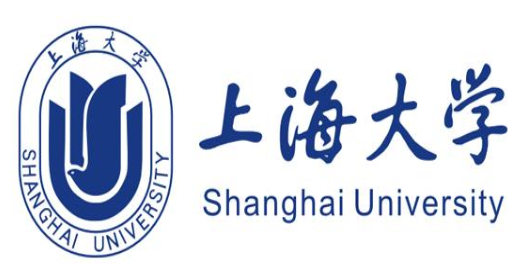 上海大学
SHANGHAI UNIVERSITY
上海大学
Shanghai University